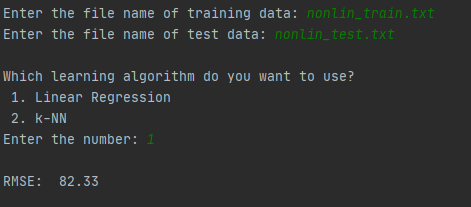 Enter the file name of training data: nonlin_train.txt
Enter the file name of test data: nonlin_test.txt
Which learning algorithm do you want to use?
1. Linear Regression
2. k-NN
Enter the number: 1
RMSE:  82.33